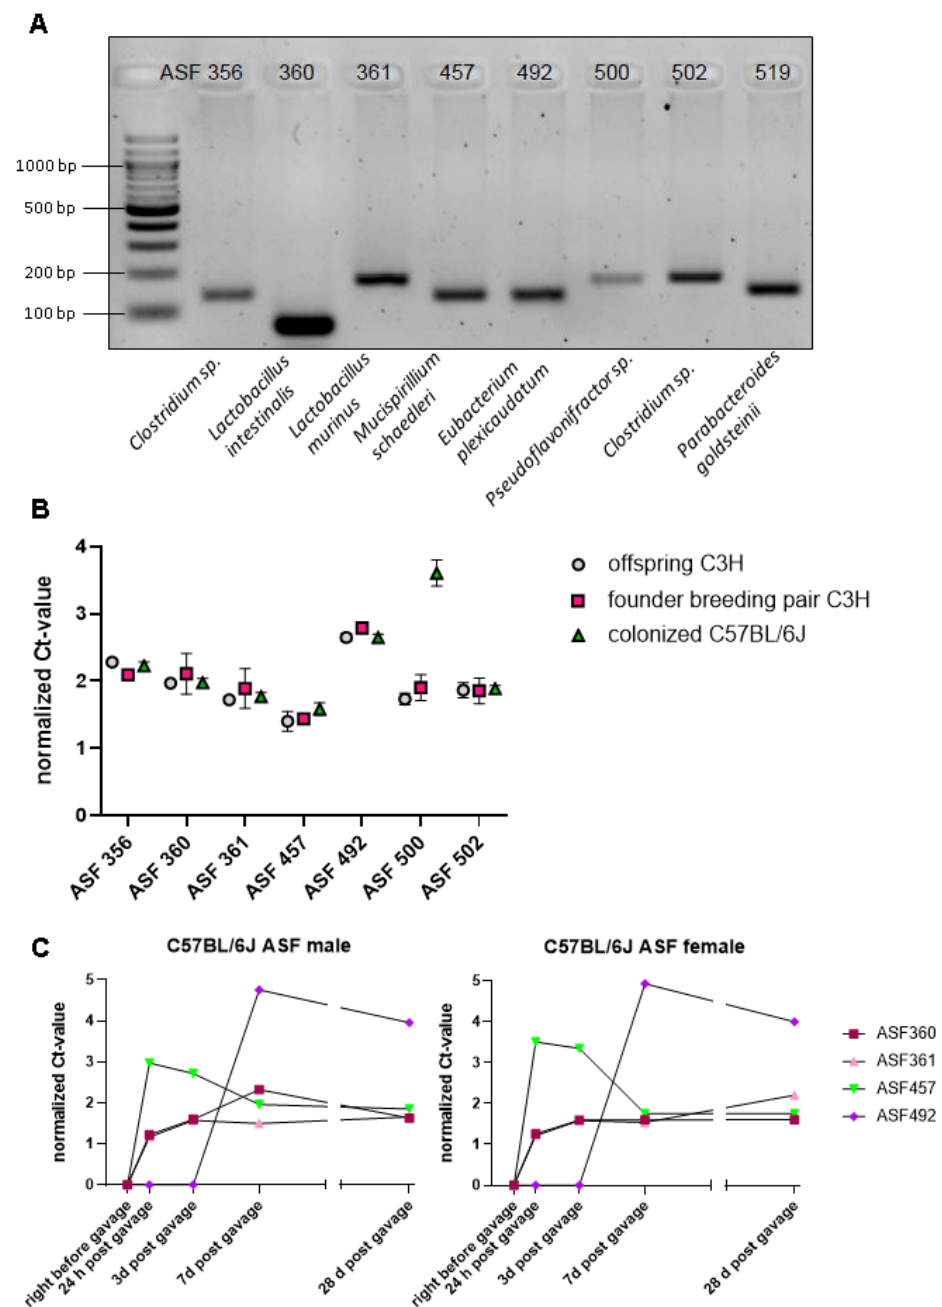 A
ASF 356 360 361 457 492 500 502 519
1000 bp
500 bp
200 bp
100 bp
Clostridium sp.
Lactobacillus
intestinalis
Lactobacillus
murinus
Mucispirillium
schaedleri
Eubacterium
plexicaudatum
Pseudoflavonifractor sp.
Clostridium sp.
Parabacteroides
goldsteinii
B
normalized Ct-value
4
3
2
1
0
ASF 356
ASF 360
ASF 361
ASF 457
ASF 492
ASF 500
ASF 502
offspring C3H
founder breeding pair C3H
colonized C57BL/6J
C
C57BL/6J ASF male
normalized Ct-value
5
4
3
2
1
0
right before gavage
24 h post gavage
3d post gavage
7d post gavage
28 d post gavage
C57BL/6J ASF female
normalized Ct-value
5
4
3
2
1
0
right before gavage
24 h post gavage
3d post gavage
7d post gavage
28 d post gavage
ASF360
ASF361
ASF457
ASF492